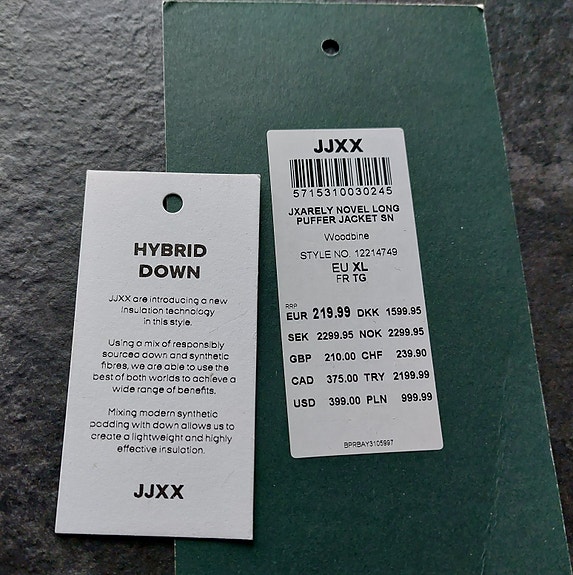 HYBRID
DOWN
JJXX are introducing a new
insulation technology
in this style.
Using a mix of responsibly
sourced down and synthetic
fibres, we are able to use the
best of both worlds to achieve a
wide range of benefits.
Mixing modern synthetic
padding with down allows us to
create a lightweight and highly
effective insulation.
JJXX
JJXX
5715310030245
JXARELY NOVEL LONG
PUFFER JACKET SN
Woodbine
STYLE NO. 12214749
EU XL
FR TG
RRP
EUR 219.99 DKK 1599.95
SEK 2299.95 NOK 2299.95
GBP 210.00 CHF 239.90
CAD 375.00 TRY 2199.99
USD 399.00 PLN 999.99
BPRBAY3105997